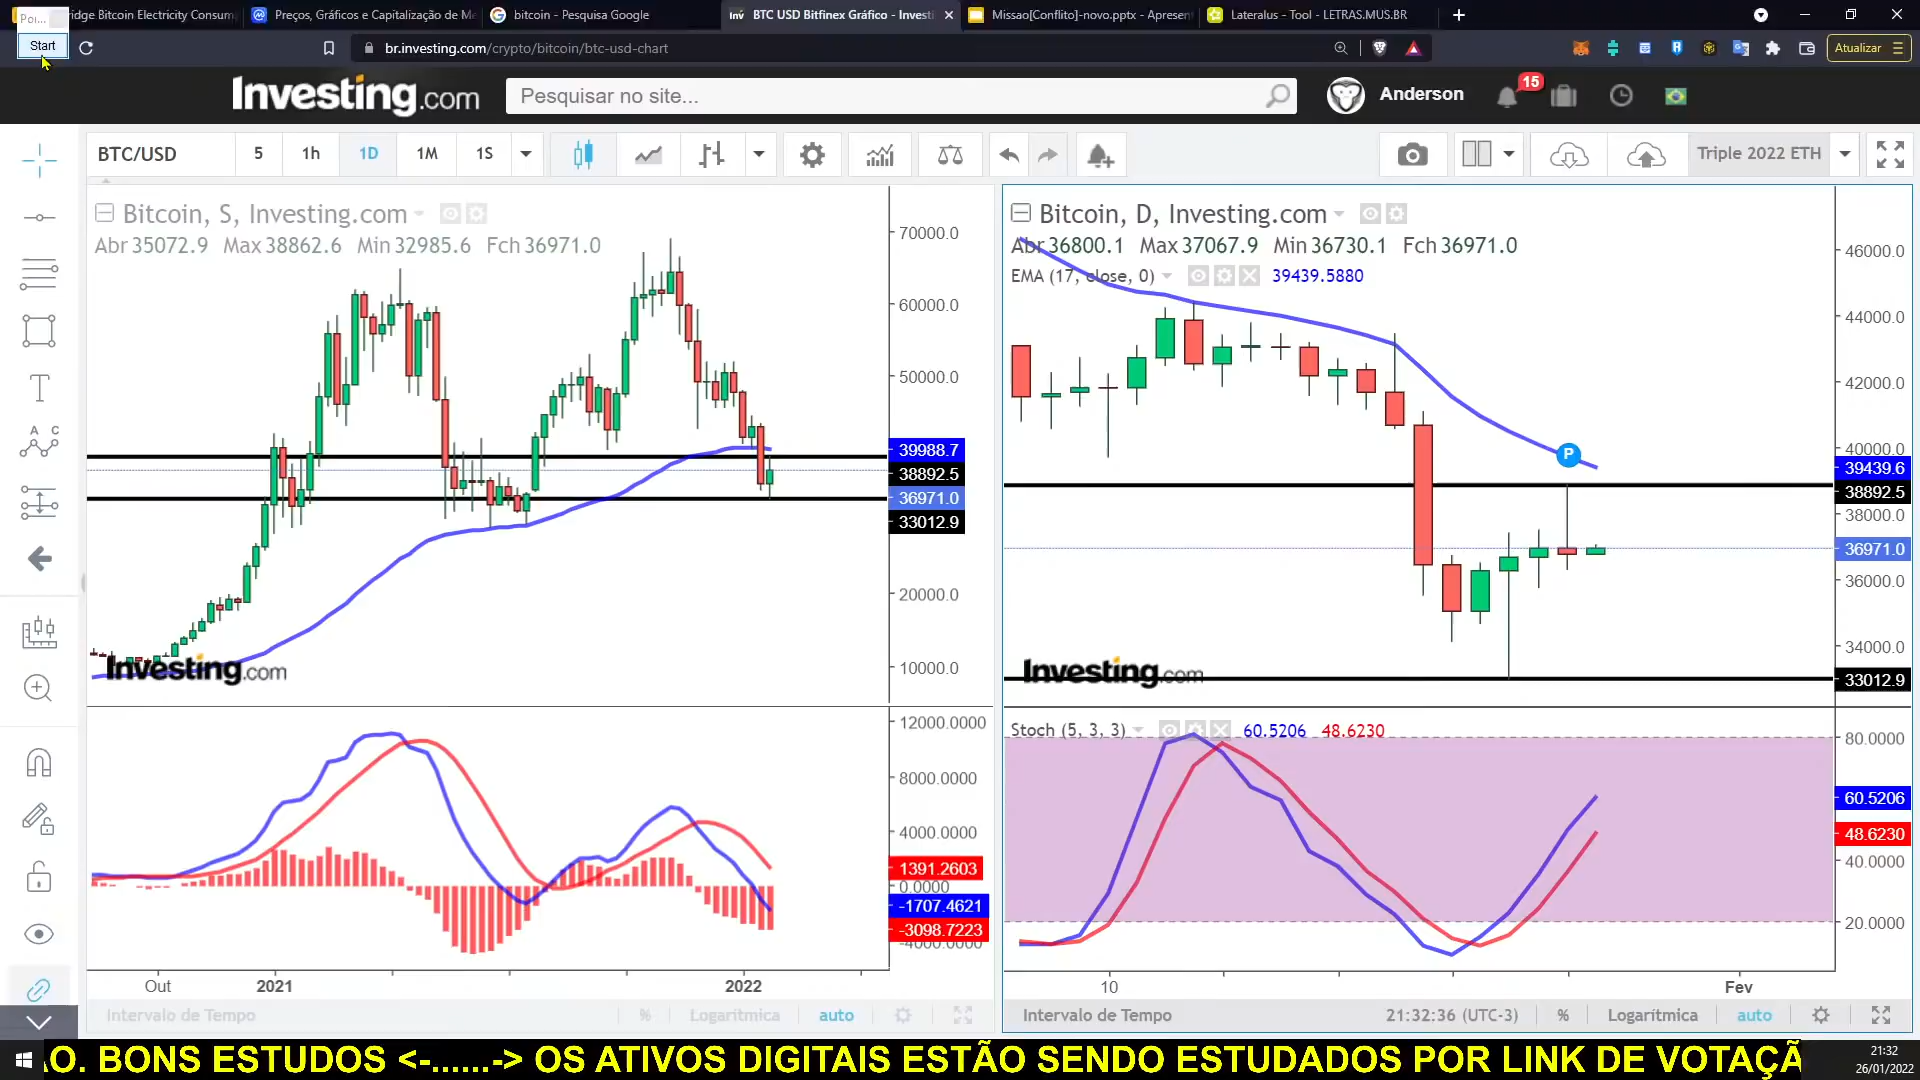 ridge Bitcoin Electricity Consum
Preços, Gráficos e Capitalização de Me
bitcoin - Pesquisa Google
BTC USD Bitfinex Gráfico - Investi
Missao[Conflito]-novo.pptx - Apresen
Lateralus - Tool - LETRAS.MUS.BR
Start
br.investing.com/crypto/bitcoin/btc-usd-chart
Atualizar
Investing.com
Pesquisar no site...
Anderson
15
BTC/USD
5
1h
1D
1M
1S
Triple 2022 ETH
Bitcoin, S, Investing.com
Abr 35072.9 Max 38862.6 Min 32985.6 Fch 36971.0
70000.0
60000.0
50000.0
39988.7
38892.5
36971.0
33012.9
20000.0
10000.0
Investing.com
12000.0000
8000.0000
4000.0000
1391.2603
0.0000
-1707.4621
-3098.7223
-4000.0000
Out
2021
2022
Intervalo de Tempo
%
Logarítmica
auto
Bitcoin, D, Investing.com
Abr 36800.1 Max 37067.9 Min 36730.1 Fch 36971.0
EMA (17, close, 0)
39439.5880
P
46000.0
44000.0
42000.0
40000.0
39439.6
38892.5
38000.0
36971.0
36000.0
34000.0
33012.9
Investing.com
Stoch (5, 3, 3)
60.5206
48.6230
80.0000
60.5206
48.6230
40.0000
20.0000
10
Fev
Intervalo de Tempo
21:32:36 (UTC-3)
%
Logarítmica
auto
ÃO. BONS ESTUDOS <-......-> OS ATIVOS DIGITAIS ESTÃO SENDO ESTUDADOS POR LINK DE VOTAÇÃ
21:32
26/01/2022